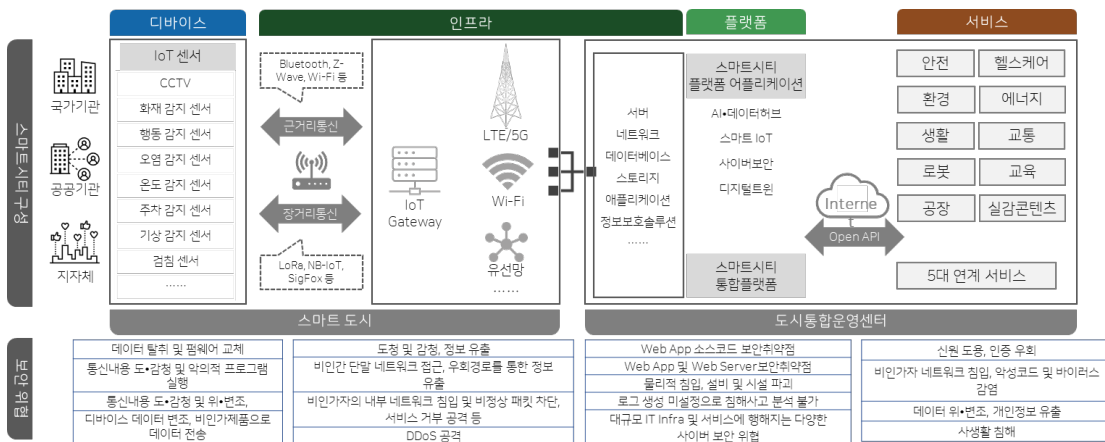 디바이스
인프라
플랫폼
서비스
스마트시티 구성
국가기관
공공기관
지자체
IoT 센서
CCTV
화재 감지 센서
행동 감지 센서
오염 감지 센서
온도 감지 센서
주차 감지 센서
기상 감지 센서
검침 센서
……
Bluetooth, Z-
Wave, Wi-Fi 등
근거리통신
장거리통신
LoRa, NB-IoT,
SigFox 등
IoT
Gateway
LTE/5G
Wi-Fi
유선망
……
서버
네트워크
데이터베이스
스토리지
애플리케이션
정보보호솔루션
……
스마트시티
플랫폼 어플리케이션
AI•데이터허브
스마트 IoT
사이버보안
디지털트윈
스마트시티
통합플랫폼
Interne
t
Open API
안전
헬스케어
환경
에너지
생활
교통
로봇
교육
공장
실감콘텐츠
5대 연계 서비스
스마트 도시
도시통합운영센터
보안 위험
데이터 탈취 및 펌웨어 교체
통신내용 도•감청 및 악의적 프로그램
실행
통신내용 도•감청 및 위•변조,
디바이스 데이터 변조, 비인가제품으로
데이터 전송
도청 및 감청, 정보 유출
비인간 단말 네트워크 접근, 우회경로를 통한 정보
유출
비인가자의 내부 네트워크 침입 및 비정상 패킷 차단,
서비스 거부 공격 등
DDoS 공격
Web App 소스코드 보안취약점
Web App 및 Web Server보안취약점
물리적 침입, 설비 및 시설 파괴
로그 생성 미설정으로 침해사고 분석 불가
대규모 IT Infra 및 서비스에 행해지는 다양한
사이버 보안 위협
신원 도용, 인증 우회
비인가자 네트워크 침입, 악성코드 및 바이러스
감염
데이터 위•변조, 개인정보 유출
사생활 침해